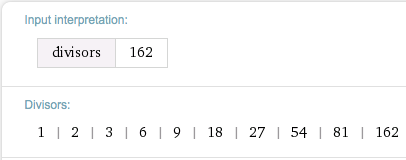 Input interpretation:
divisors 162
Divisors:
1 | 2 | 3 | 6 | 9 | 18 | 27 | 54 | 81 | 162